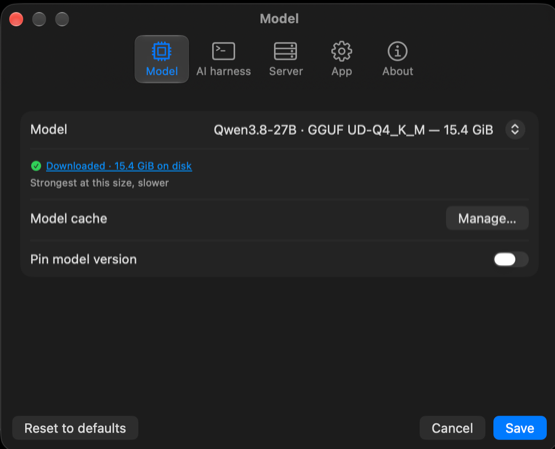 Model
Model
AI harness
Server
App
About
Model
Qwen3.8-27B · GGUF UD-Q4_K_M — 15.4 GiB
Downloaded · 15.4 GiB on disk
Strongest at this size, slower
Model cache
Manage...
Pin model version
Reset to defaults
Cancel
Save